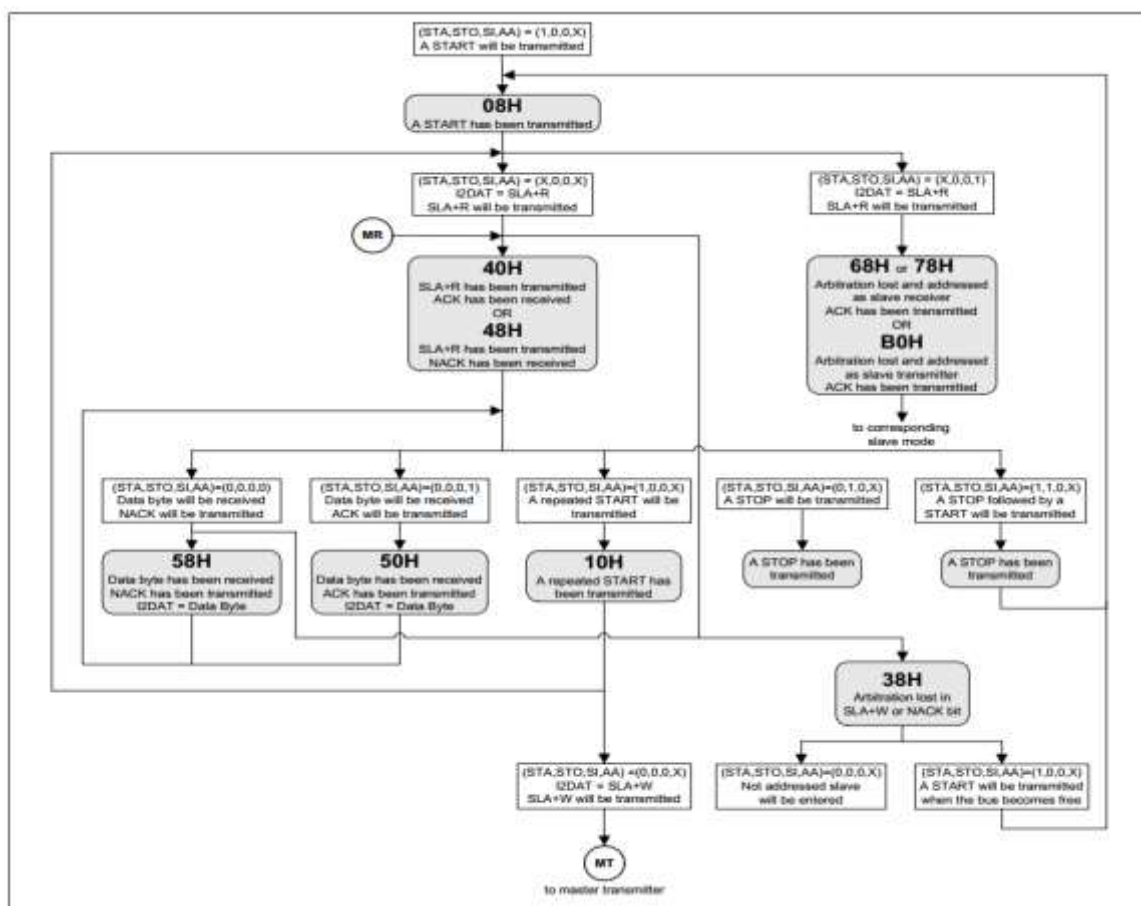 (STA,STO,SI,AA) = (1,0,0,X)
A START will be transmitted
08H
A START has been transmitted
(STA,STO,SI,AA) = (X,0,0,X)
I2DAT = SLA+R
SLA+R will be transmitted
(STA,STO,SI,AA) = (X,0,0,1)
I2DAT = SLA+R
SLA+R will be transmitted
MR
40H
SLA+R has been transmitted
ACK has been received
OR
48H
SLA+R has been transmitted
NACK has been received
68H or 78H
Arbitration lost and addressed
as slave receiver
ACK has been transmitted
OR
B0H
Arbitration lost and addressed
as slave transmitter
ACK has been transmitted
to corresponding
slave mode
(STA,STO,SI,AA)=(0,0,0,0)
Data byte will be received
NACK will be transmitted
(STA,STO,SI,AA)=(0,0,0,1)
Data byte will be received
ACK will be transmitted
(STA,STO,SI,AA)=(1,0,0,X)
A repeated START will be
transmitted
(STA,STO,SI,AA)=(0,1,0,X)
A STOP will be transmitted
(STA,STO,SI,AA)=(1,1,0,X)
A STOP followed by a
START will be transmitted
58H
Data byte has been received
NACK has been transmitted
I2DAT = Data Byte
50H
Data byte has been received
ACK has been transmitted
I2DAT = Data Byte
10H
A repeated START has
been transmitted
A STOP has been
transmitted
A STOP has been
transmitted
38H
Arbitration lost in
SLA+W or NACK bit
(STA,STO,SI,AA) =(0,0,0,X)
I2DAT = SLA+W
SLA+W will be transmitted
(STA,STO,SI,AA)=(0,0,0,X)
Not addressed slave
will be entered
(STA,STO,SI,AA)=(1,0,0,X)
A START will be transmitted
when the bus becomes free
MT
to master transmitter